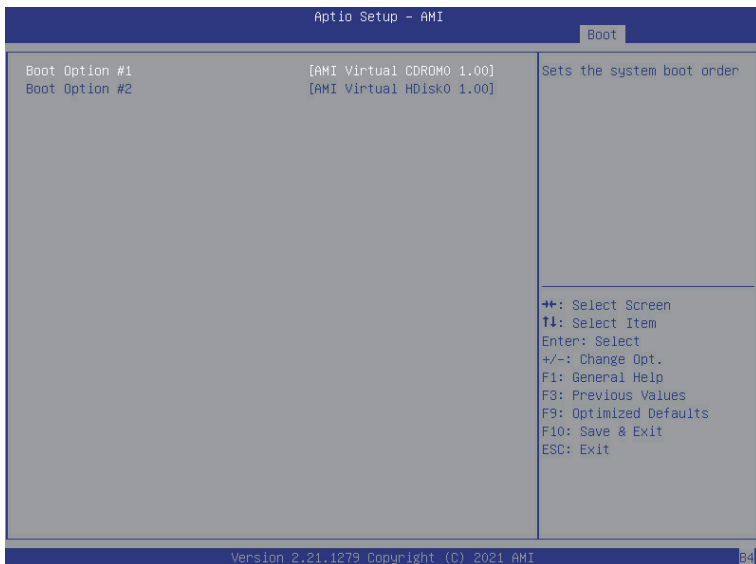 Aptio Setup – AMI
Boot
Boot Option #1 [AMI Virtual CDROM0 1.00]
Boot Option #2 [AMI Virtual HDisk0 1.00]
Sets the system boot order
→←: Select Screen
↑↓: Select Item
Enter: Select
+/-: Change Opt.
F1: General Help
F3: Previous Values
F9: Optimized Defaults
F10: Save & Exit
ESC: Exit
Version 2.21.1279 Copyright (C) 2021 AMI
B4